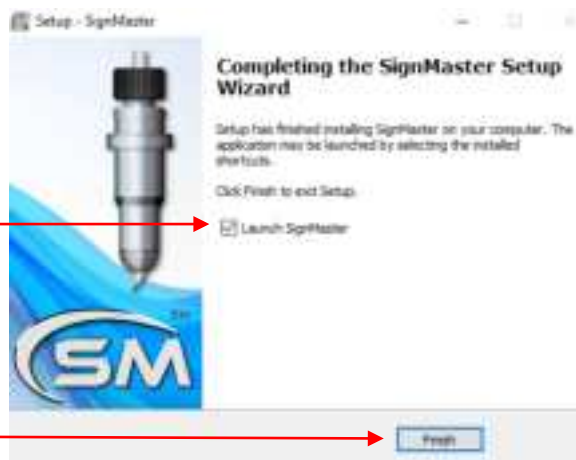 Setup - SignMaster
Completing the SignMaster Setup
Wizard
Setup has finished installing SignMaster on your computer. The
application may be launched by selecting the installed
shortcuts.
Click Finish to exit Setup.
Launch SignMaster
SM
SM
Finish